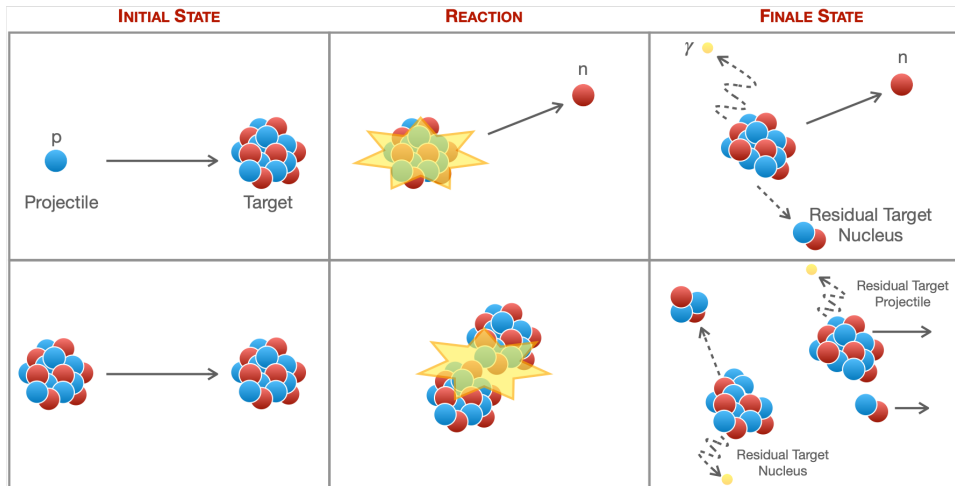 INITIAL STATE
REACTION
FINALE STATE
p
Projectile
Target
n
γ
n
Residual Target
Nucleus
Residual Target
Projectile
Residual Target
Nucleus